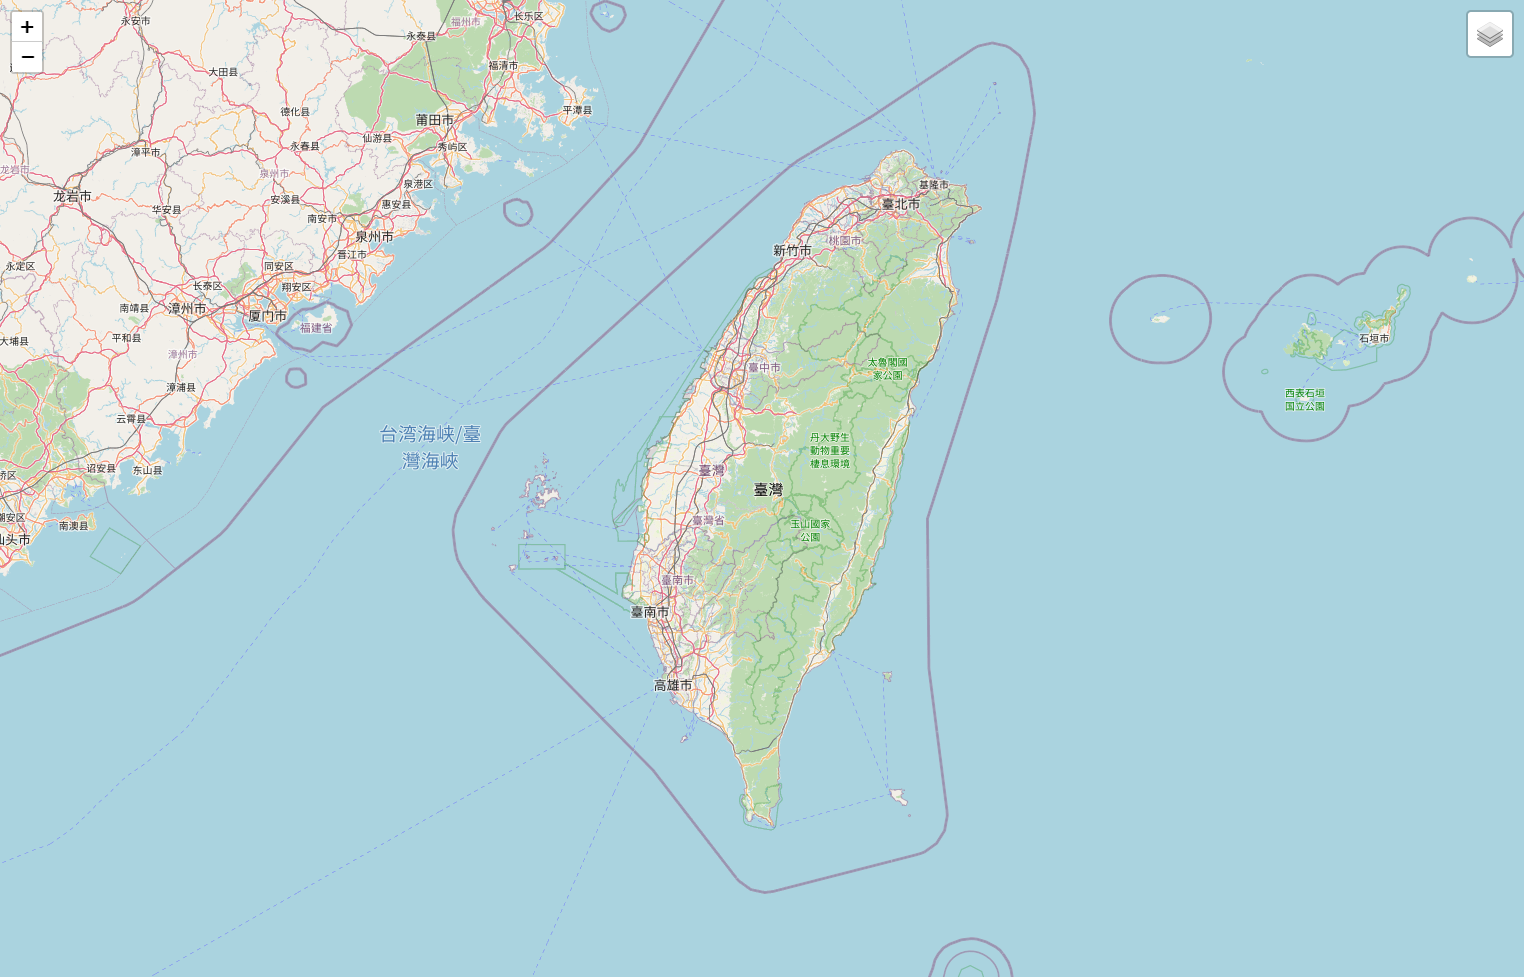 +
−
永安市
福州市
长乐区
永泰县
大田县
福清市
德化县
平潭县
莆田市
仙游县
秀屿区
永春县
漳平市
龙岩市
泉州市
泉港区
龙岩市
安溪县
惠安县
华安县
南安市
泉州市
晋江市
永定区
同安区
长泰区
翔安区
南靖县
漳州市
厦门市
福建省
平和县
大埔县
漳州市
漳浦县
云霄县
诏安县
东山县
桥区
潮安区
南澳县
汕头市
台湾海峡/臺
灣海峽
基隆市
臺北市
桃園市
新竹市
太魯閣國
家公園
臺中市
丹大野生
動物重要
棲息環境
臺灣
臺灣
臺灣省
玉山國家
公園
臺南市
臺南市
高雄市
石垣市
西表石垣
国立公園